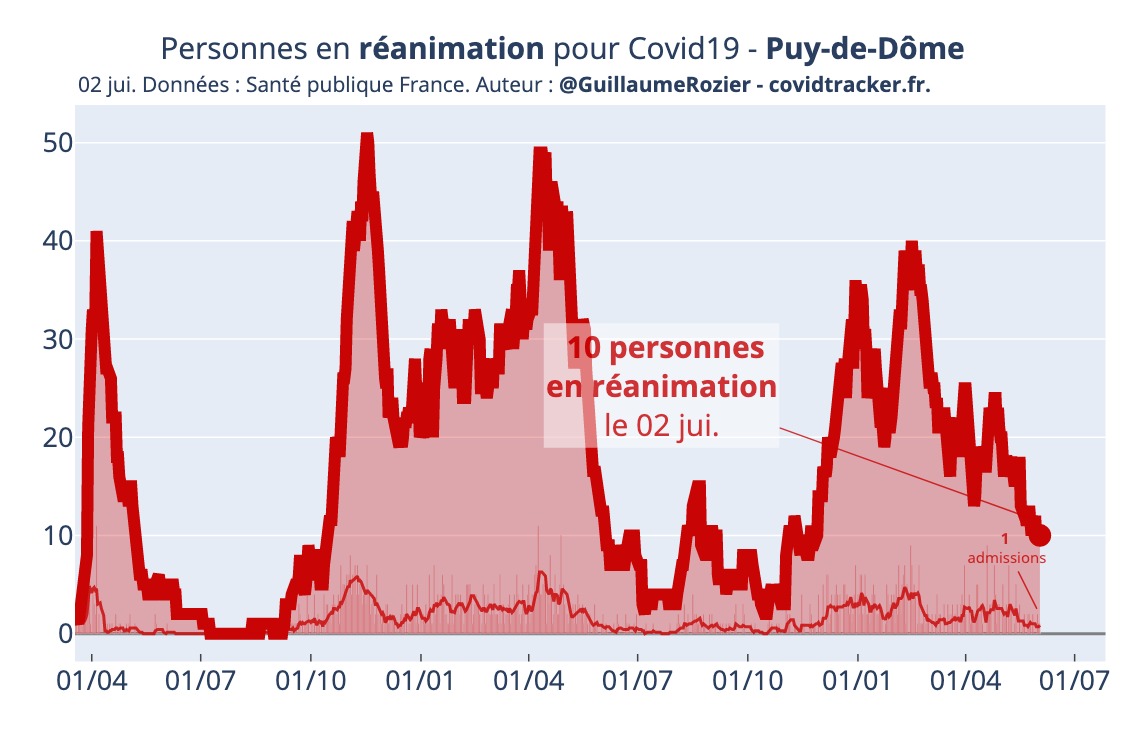 Personnes en réanimation pour Covid19 - Puy-de-Dôme
02 jui. Données : Santé publique France. Auteur : @GuillaumeRozier - covidtracker.fr.
50
40
30
20
10
0
10 personnes
en réanimation
le 02 jui.
1
admissions
01/04 01/07 01/10 01/01 01/04 01/07 01/10 01/01 01/04 01/07